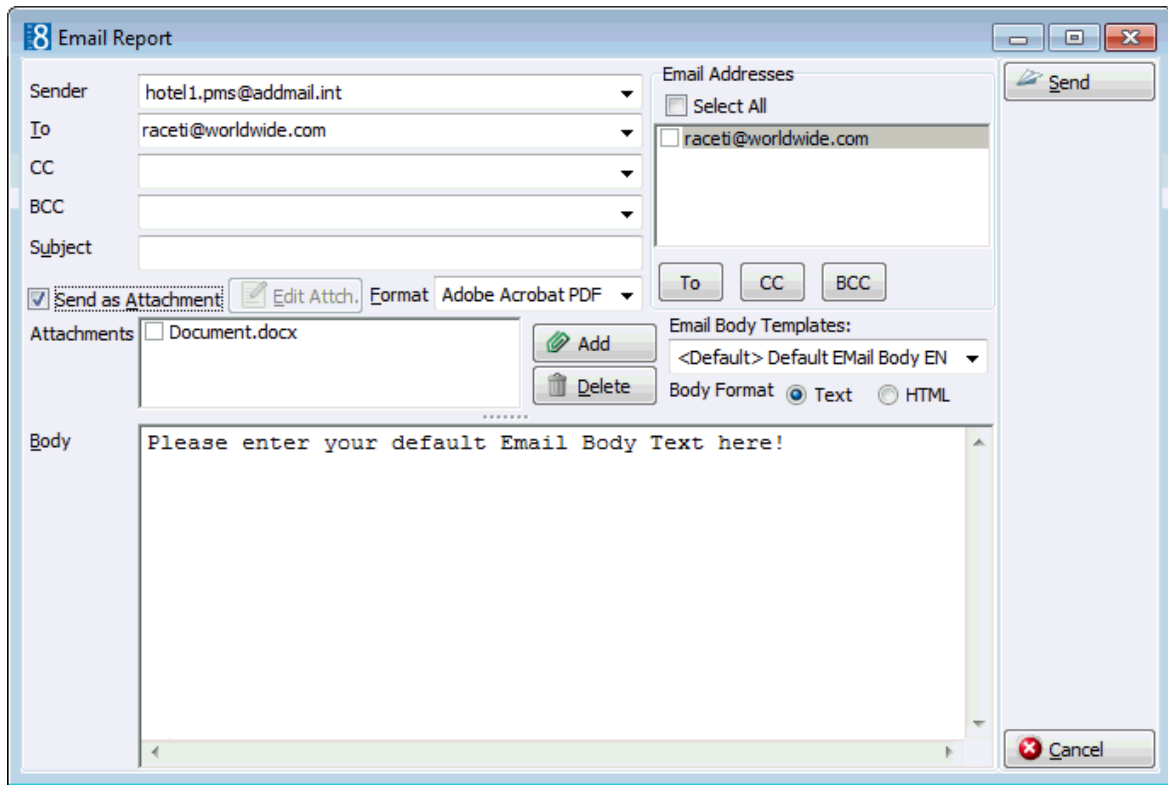 8 Email Report
Sender hotel1.pms@addmail.int
To raceti@worldwide.com
CC
BCC
Subject
Send as Attachment Edit Attch. Format Adobe Acrobat PDF
Attachments Document.docx
Add
Delete
Email Addresses
Select All
raceti@worldwide.com
To CC BCC
Email Body Templates:
<Default> Default EMail Body EN
Body Format Text HTML
Body Please enter your default Email Body Text here!
Send
Cancel